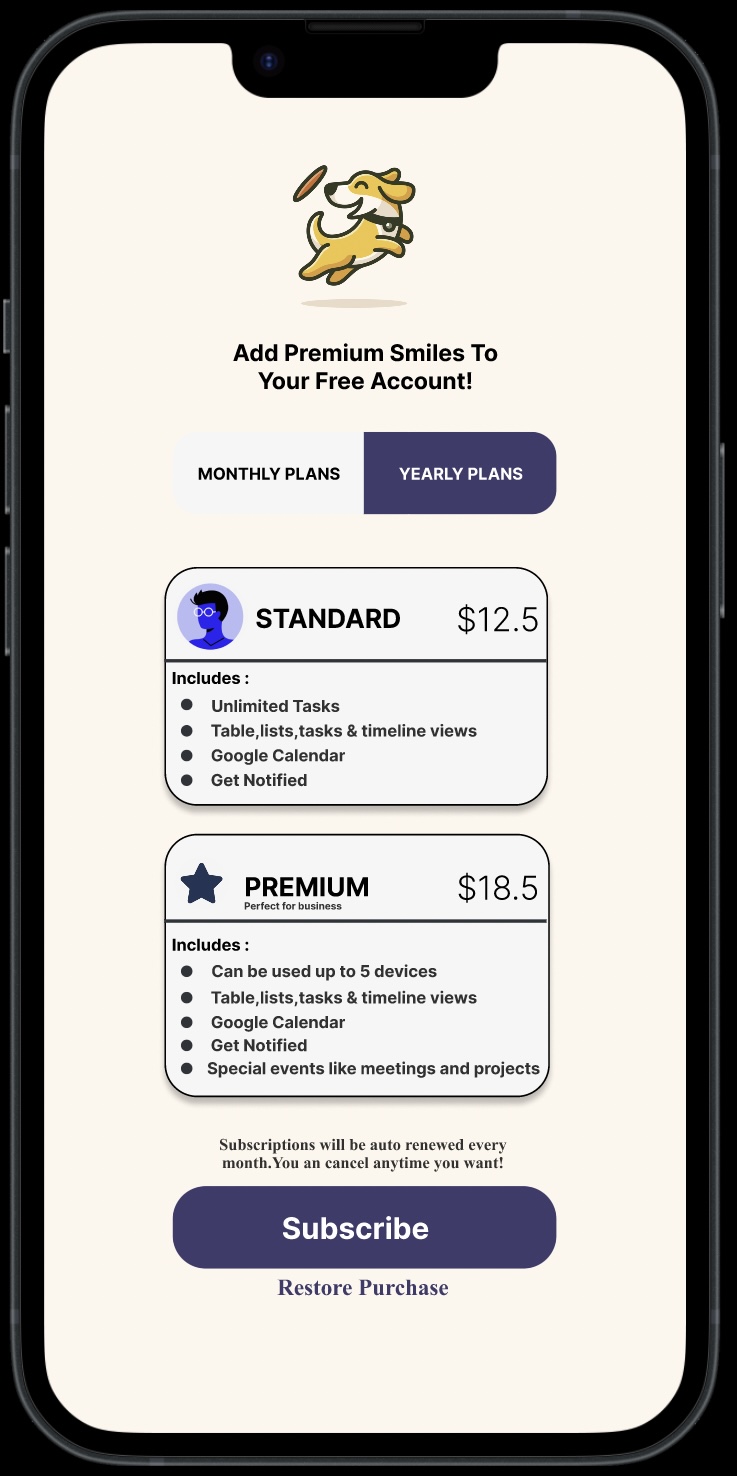 Add Premium Smiles To
Your Free Account!
MONTHLY PLANS
YEARLY PLANS
STANDARD
$12.5
Includes :
Unlimited Tasks
Table,lists,tasks & timeline views
Google Calendar
Get Notified
PREMIUM
$18.5
Perfect for business
Includes :
Can be used up to 5 devices
Table,lists,tasks & timeline views
Google Calendar
Get Notified
Special events like meetings and projects
Subscriptions will be auto renewed every
month.You an cancel anytime you want!
Subscribe
Restore Purchase